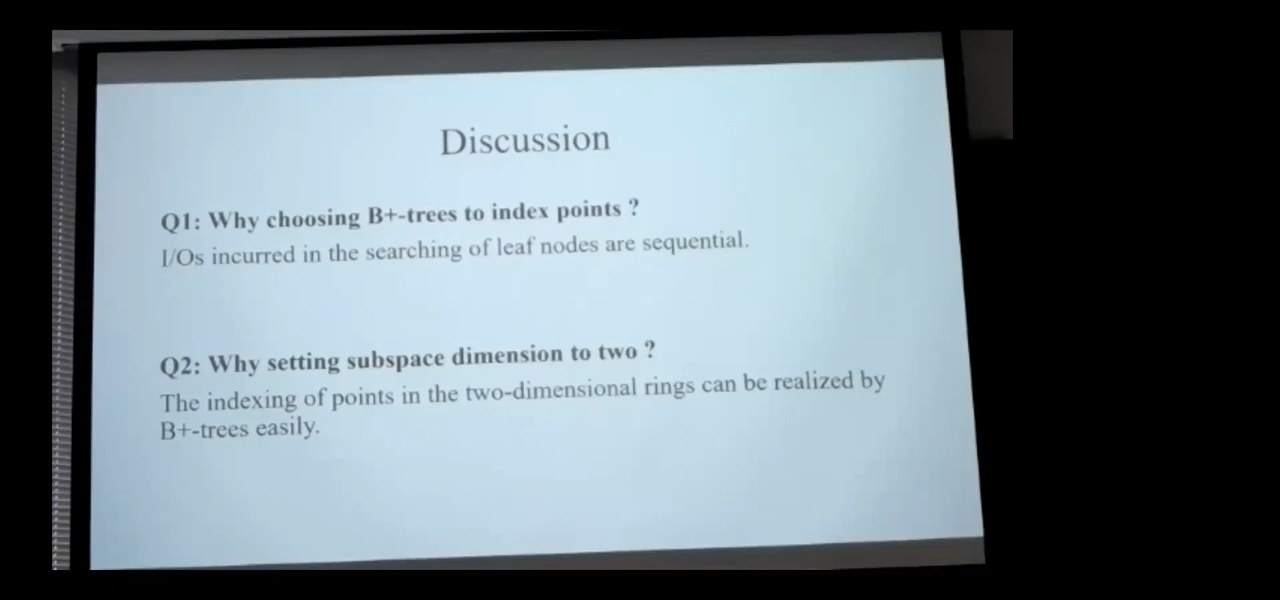 Discussion
Q1: Why choosing B+-trees to index points ?
I/Os incurred in the searching of leaf nodes are sequential.
Q2: Why setting subspace dimension to two ?
The indexing of points in the two-dimensional rings can be realized by
B+-trees easily.